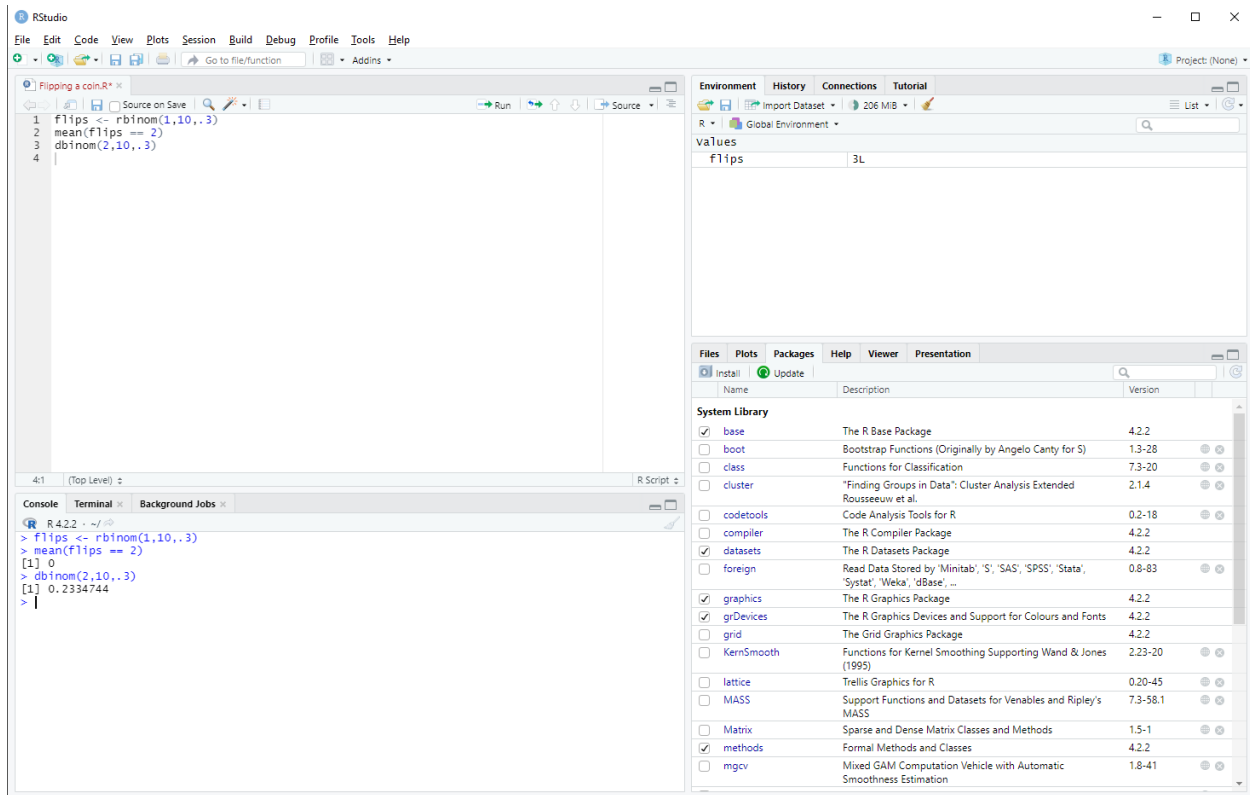 RStudio
File Edit Code View Plots Session Build Debug Profile Tools Help
Go to file/function Addins Project: (None)
Flipping a coin.R*
Source on Save Run Source
1 flips <- rbinom(1,10,.3)
2 mean(flips == 2)
3 dbinom(2,10,.3)
4
4:1 (Top Level) R Script
Console Terminal Background Jobs
R 4.2.2 · ~/
> flips <- rbinom(1,10,.3)
> mean(flips == 2)
[1] 0
> dbinom(2,10,.3)
[1] 0.2334744
>
Environment History Connections Tutorial
Import Dataset 206 MiB List
R Global Environment
Values
flips 3L
Files Plots Packages Help Viewer Presentation
Install Update
Name Description Version
System Library
base The R Base Package 4.2.2
boot Bootstrap Functions (Originally by Angelo Canty for S) 1.3-28
class Functions for Classification 7.3-20
cluster "Finding Groups in Data": Cluster Analysis Extended 2.1.4
Rousseeuw et al.
codetools Code Analysis Tools for R 0.2-18
compiler The R Compiler Package 4.2.2
datasets The R Datasets Package 4.2.2
foreign Read Data Stored by 'Minitab', 'S', 'SAS', 'SPSS', 'Stata', 0.8-83
'Systat', 'Weka', 'dBase', ...
graphics The R Graphics Package 4.2.2
grDevices The R Graphics Devices and Support for Colours and Fonts 4.2.2
grid The Grid Graphics Package 4.2.2
KernSmooth Functions for Kernel Smoothing Supporting Wand & Jones 2.23-20
(1995)
lattice Trellis Graphics for R 0.20-45
MASS Support Functions and Datasets for Venables and Ripley's 7.3-58.1
MASS
Matrix Sparse and Dense Matrix Classes and Methods 1.5-1
methods Formal Methods and Classes 4.2.2
mgcv Mixed GAM Computation Vehicle with Automatic 1.8-41
Smoothness Estimation